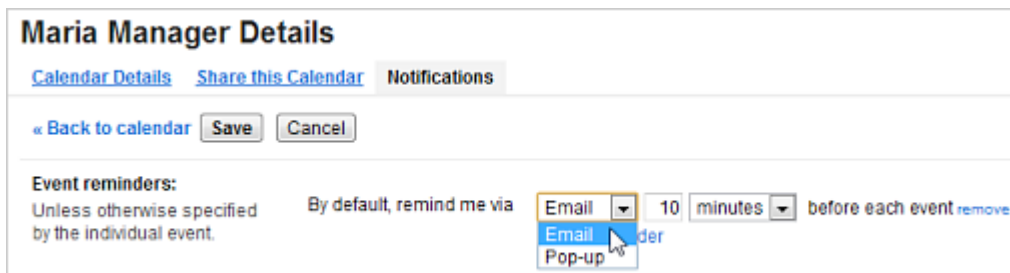 Maria Manager Details
Calendar Details Share this Calendar Notifications
« Back to calendar Save Cancel
Event reminders:
Unless otherwise specified
by the individual event.
By default, remind me via Email 10 minutes before each event remove
Email
Pop-up